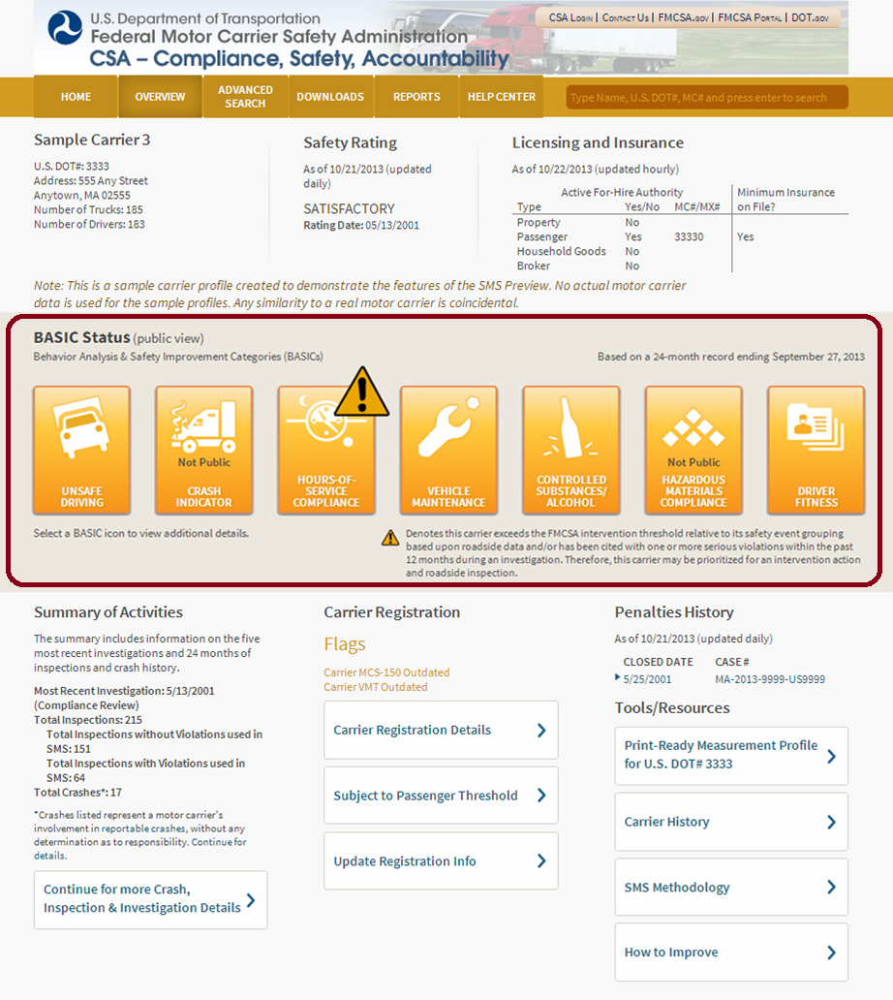 U.S. Department of Transportation
Federal Motor Carrier Safety Administration
CSA – Compliance, Safety, Accountability
CSA Login | Contact Us | FMCSA.gov | FMCSA Portal | DOT.gov
HOME
OVERVIEW
ADVANCED
SEARCH
DOWNLOADS
REPORTS
HELP CENTER
Type Name, U.S. DOT#, MC# and press enter to search
Sample Carrier 3
U.S. DOT#: 3333
Address: 555 Any Street
Anytown, MA 02555
Number of Trucks: 185
Number of Drivers: 183
Safety Rating
As of 10/21/2013 (updated
daily)
SATISFACTORY
Rating Date: 05/13/2001
Licensing and Insurance
As of 10/22/2013 (updated hourly)
Active For-Hire Authority Minimum Insurance
Type Yes/No MC#/MX# on File?
Property No
Passenger Yes 33330 Yes
Household Goods No
Broker No
Note: This is a sample carrier profile created to demonstrate the features of the SMS Preview. No actual motor carrier
data is used for the sample profiles. Any similarity to a real motor carrier is coincidental.
BASIC Status (public view)
Behavior Analysis & Safety Improvement Categories (BASICs)
Based on a 24-month record ending September 27, 2013
UNSAFE
DRIVING
Not Public
CRASH
INDICATOR
HOURS-OF-
SERVICE
COMPLIANCE
VEHICLE
MAINTENANCE
CONTROLLED
SUBSTANCES/
ALCOHOL
Not Public
HAZARDOUS
MATERIALS
COMPLIANCE
DRIVER
FITNESS
Select a BASIC icon to view additional details.
Denotes this carrier exceeds the FMCSA intervention threshold relative to its safety event grouping
based upon roadside data and/or has been cited with one or more serious violations within the past
12 months during an investigation. Therefore, this carrier may be prioritized for an intervention action
and roadside inspection.
Summary of Activities
The summary includes information on the five
most recent investigations and 24 months of
inspections and crash history.
Most Recent Investigation: 5/13/2001
(Compliance Review)
Total Inspections: 215
Total Inspections without Violations used in
SMS: 151
Total Inspections with Violations used in
SMS: 64
Total Crashes*: 17
*Crashes listed represent a motor carrier's
involvement in reportable crashes, without any
determination as to responsibility. Continue for
details.
Continue for more Crash,
Inspection & Investigation Details
Carrier Registration
Flags
Carrier MCS-150 Outdated
Carrier VMT Outdated
Carrier Registration Details
Subject to Passenger Threshold
Update Registration Info
Penalties History
As of 10/21/2013 (updated daily)
CLOSED DATE CASE #
5/25/2001 MA-2013-9999-US9999
Tools/Resources
Print-Ready Measurement Profile
for U.S. DOT# 3333
Carrier History
SMS Methodology
How to Improve